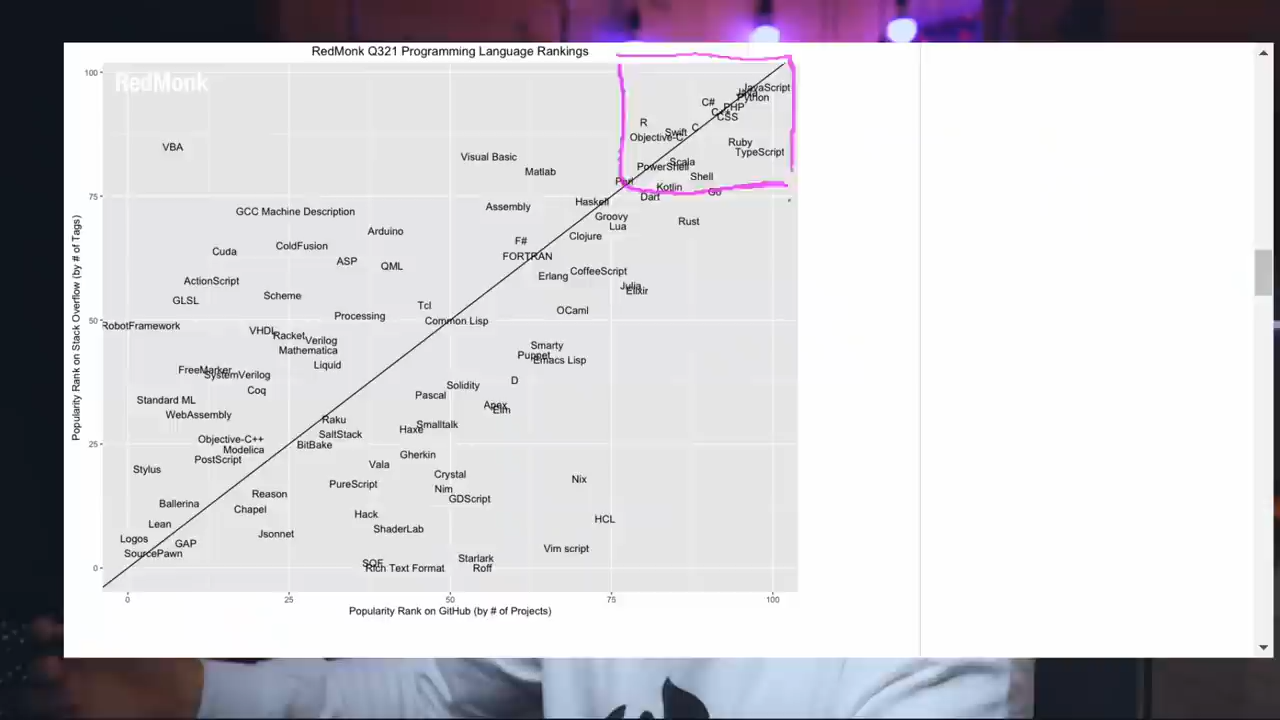 RedMonk Q321 Programming Language Rankings
RedMonk
100
JavaScript
Java
Python
C#
PHP
C++
CSS
R
C
Swift
Objective-C
Ruby
VBA
TypeScript
Visual Basic
Scala
PowerShell
Matlab
Shell
Perl
Kotlin
Go
75
Dart
Haskell
Assembly
GCC Machine Description
Groovy
Rust
Lua
Arduino
Clojure
F#
ColdFusion
Cuda
FORTRAN
ASP
QML
CoffeeScript
Erlang
ActionScript
Julia
Elixir
Scheme
GLSL
Tcl
OCaml
Processing
50
Common Lisp
RobotFramework
VHDL
Racket
Verilog
Smarty
Mathematica
Puppet
Emacs Lisp
Liquid
FreeMarker
SystemVerilog
D
Solidity
Coq
Pascal
Standard ML
Apex
Elm
WebAssembly
Raku
Smalltalk
Haxe
SaltStack
Objective-C++
25
BitBake
Modelica
Gherkin
PostScript
Vala
Stylus
Crystal
Nix
PureScript
Nim
Reason
GDScript
Ballerina
Chapel
Hack
HCL
Lean
ShaderLab
Jsonnet
Logos
GAP
Vim script
SourcePawn
Starlark
SQF
Rich Text Format
Roff
0
0 25 50 75 100
Popularity Rank on GitHub (by # of Projects)
Popularity Rank on Stack Overflow (by # of Tags)